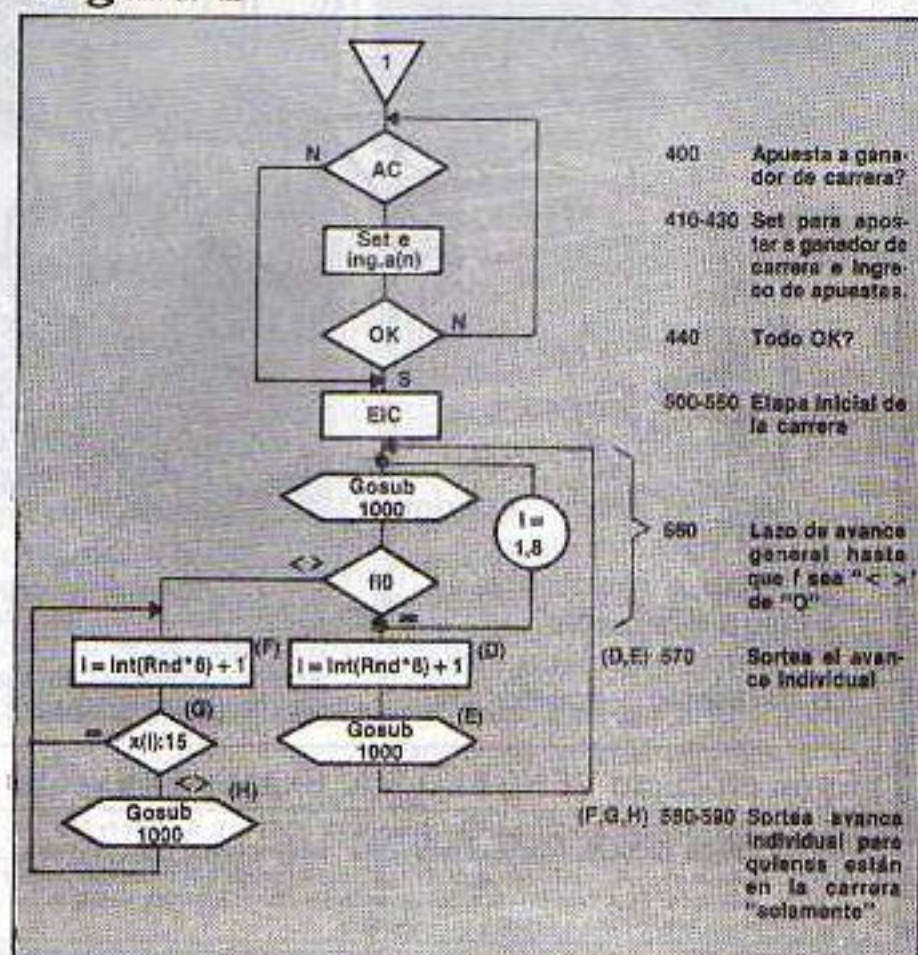 1
AC
N
Set e
ing.a(n)
OK
N
S
EIC
Gosub
1000
I =
1,8
f:0
<>
=
I = Int(Rnd*8) + 1
(F)
I = Int(Rnd*8) + 1
(D)
(G)
x(I):15
=
<>
(H)
Gosub
1000
Gosub
1000
(E)
400 Apuesta a gana-
dor de carrera?
410-430 Set para apos-
tar a ganador de
carrera e ingre-
so de apuestas.
440 Todo OK?
500-550 Etapa inicial de
la carrera
560 Lazo de avance
general hasta
que f sea "< >"
de "0"
(D,E) 570 Sortea el avan-
ce individual
(F,G,H) 580-590 Sortea avance
individual para
quienes están
en la carrera
"solamente"